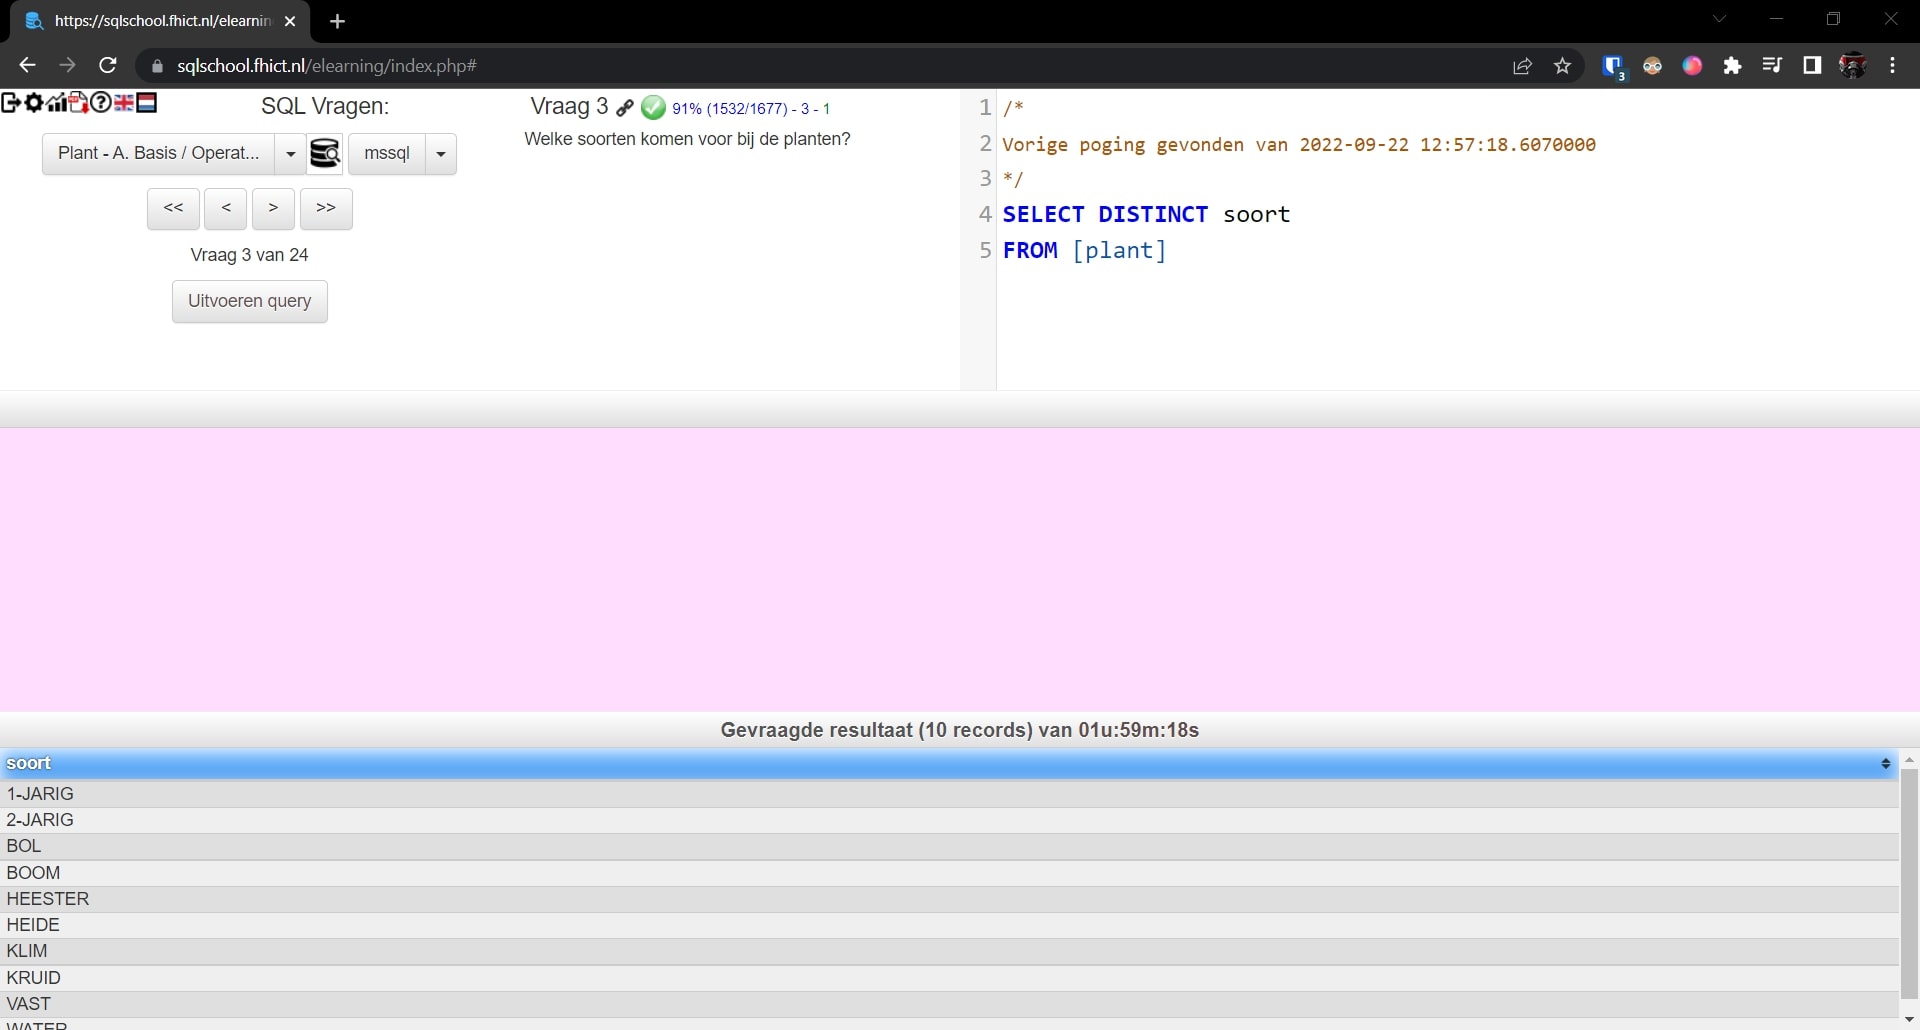 https://sqlschool.fhict.nl/elearnin
sqlschool.fhict.nl/elearning/index.php#
3
SQL Vragen:
Plant - A. Basis / Operat...
mssql
<< < > >>
Vraag 3 van 24
Uitvoeren query
Vraag 3 91% (1532/1677) - 3 - 1
Welke soorten komen voor bij de planten?
1 /*
2 Vorige poging gevonden van 2022-09-22 12:57:18.6070000
3 */
4 SELECT DISTINCT soort
5 FROM [plant]
Gevraagde resultaat (10 records) van 01u:59m:18s
soort
1-JARIG
2-JARIG
BOL
BOOM
HEESTER
HEIDE
KLIM
KRUID
VAST
WATER